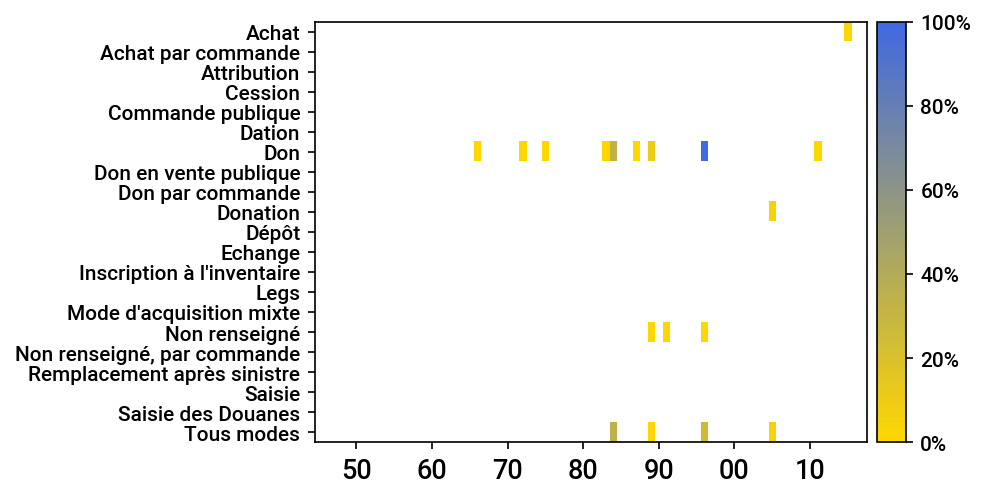 Achat
Achat par commande
Attribution
Cession
Commande publique
Dation
Don
Don en vente publique
Don par commande
Donation
Dépôt
Echange
Inscription à l'inventaire
Legs
Mode d'acquisition mixte
Non renseigné
Non renseigné, par commande
Remplacement après sinistre
Saisie
Saisie des Douanes
Tous modes
50 60 70 80 90 00 10
100%
80%
60%
40%
20%
0%